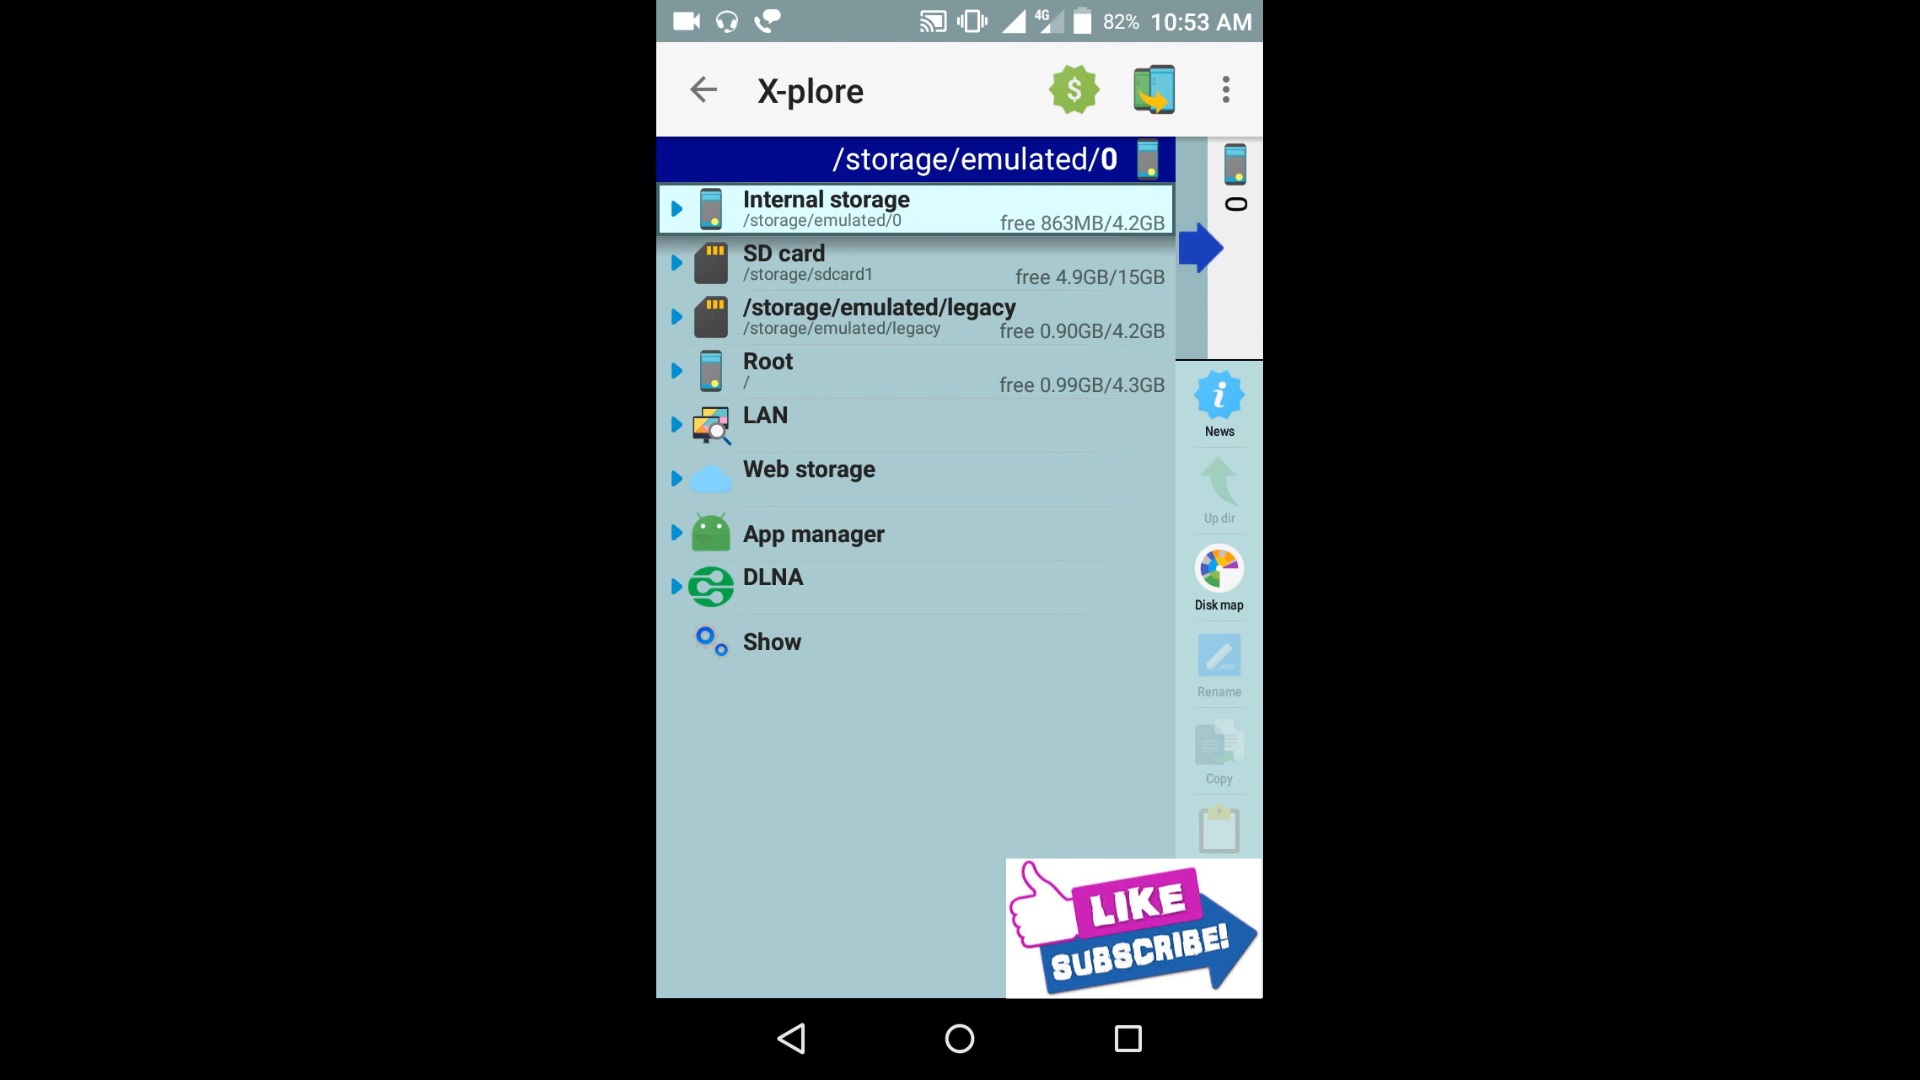 4G 82% 10:53 AM
X-plore
$
/storage/emulated/0
0
Internal storage
/storage/emulated/0 free 863MB/4.2GB
SD card
/storage/sdcard1 free 4.9GB/15GB
/storage/emulated/legacy
/storage/emulated/legacy free 0.90GB/4.2GB
Root
/ free 0.99GB/4.3GB
LAN
Web storage
App manager
DLNA
Show
i
News
Up dir
Disk map
Rename
Copy
LIKE
SUBSCRIBE!